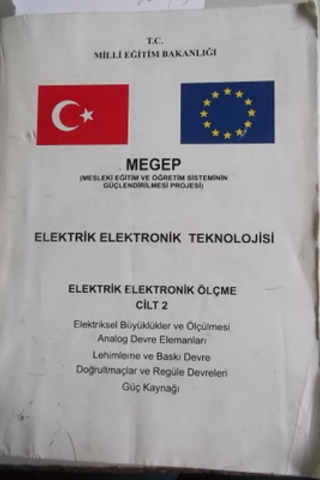 T.C.
MİLLİ EĞİTİM BAKANLIĞI
MEGEP
(MESLEKİ EĞİTİM VE ÖĞRETİM SİSTEMİNİN
GÜÇLENDİRİLMESİ PROJESİ)
ELEKTRİK ELEKTRONİK TEKNOLOJİSİ
ELEKTRİK ELEKTRONİK ÖLÇME
CİLT 2
Elektriksel Büyüklükler ve Ölçülmesi
Analog Devre Elemanları
Lehimleme ve Baskı Devre
Doğrultmaçlar ve Regüle Devreleri
Güç Kaynağı